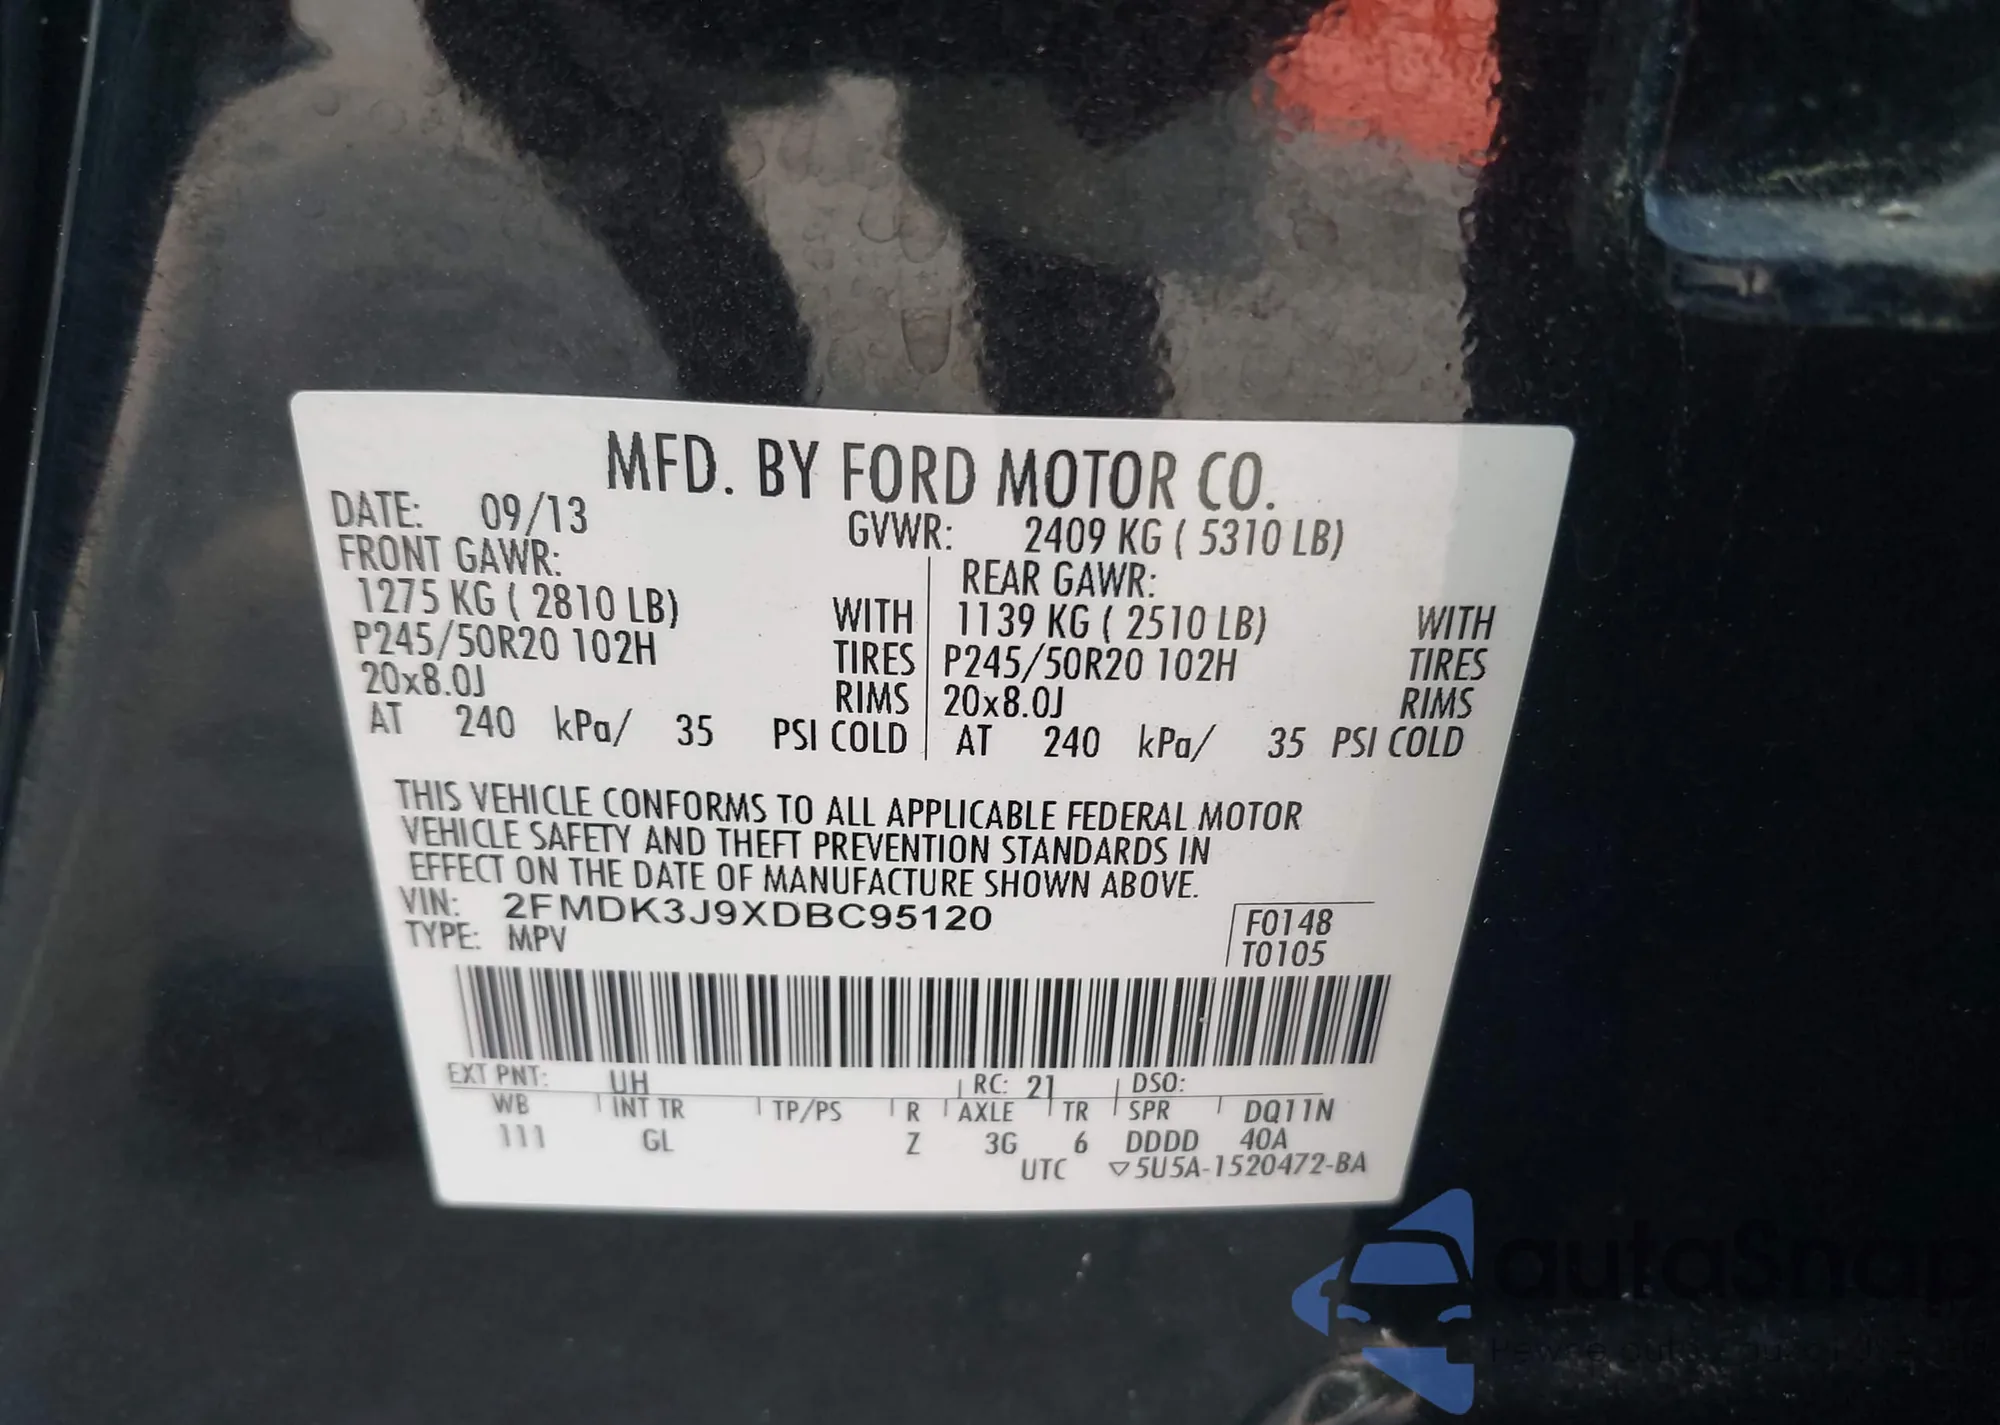 MFD. BY FORD MOTOR CO.
DATE: 09/13
GVWR: 2409 KG ( 5310 LB)
FRONT GAWR:
1275 KG ( 2810 LB) WITH
P245/50R20 102H TIRES
20x8.0J RIMS
AT 240 kPa/ 35 PSI COLD
REAR GAWR:
1139 KG ( 2510 LB) WITH
P245/50R20 102H TIRES
20x8.0J RIMS
AT 240 kPa/ 35 PSI COLD
THIS VEHICLE CONFORMS TO ALL APPLICABLE FEDERAL MOTOR
VEHICLE SAFETY AND THEFT PREVENTION STANDARDS IN
EFFECT ON THE DATE OF MANUFACTURE SHOWN ABOVE.
VIN: 2FMDK3J9XDBC95120
TYPE: MPV
F0148
T0105
EXT PNT: UH RC: 21 DSO:
WB INT TR TP/PS R AXLE TR SPR DQ11N
111 GL Z 3G 6 DDDD 40A
UTC ▽5U5A-1520472-BA
autoSnap